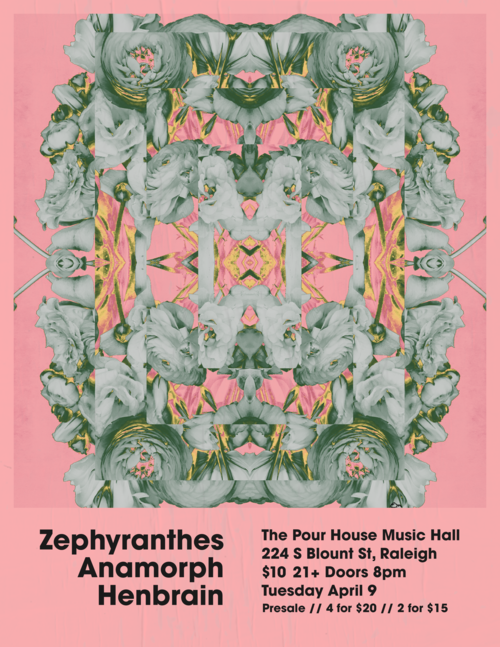 Zephyranthes
Anamorph
Henbrain
The Pour House Music Hall
224 S Blount St, Raleigh
$10 21+ Doors 8pm
Tuesday April 9
Presale // 4 for $20 // 2 for $15